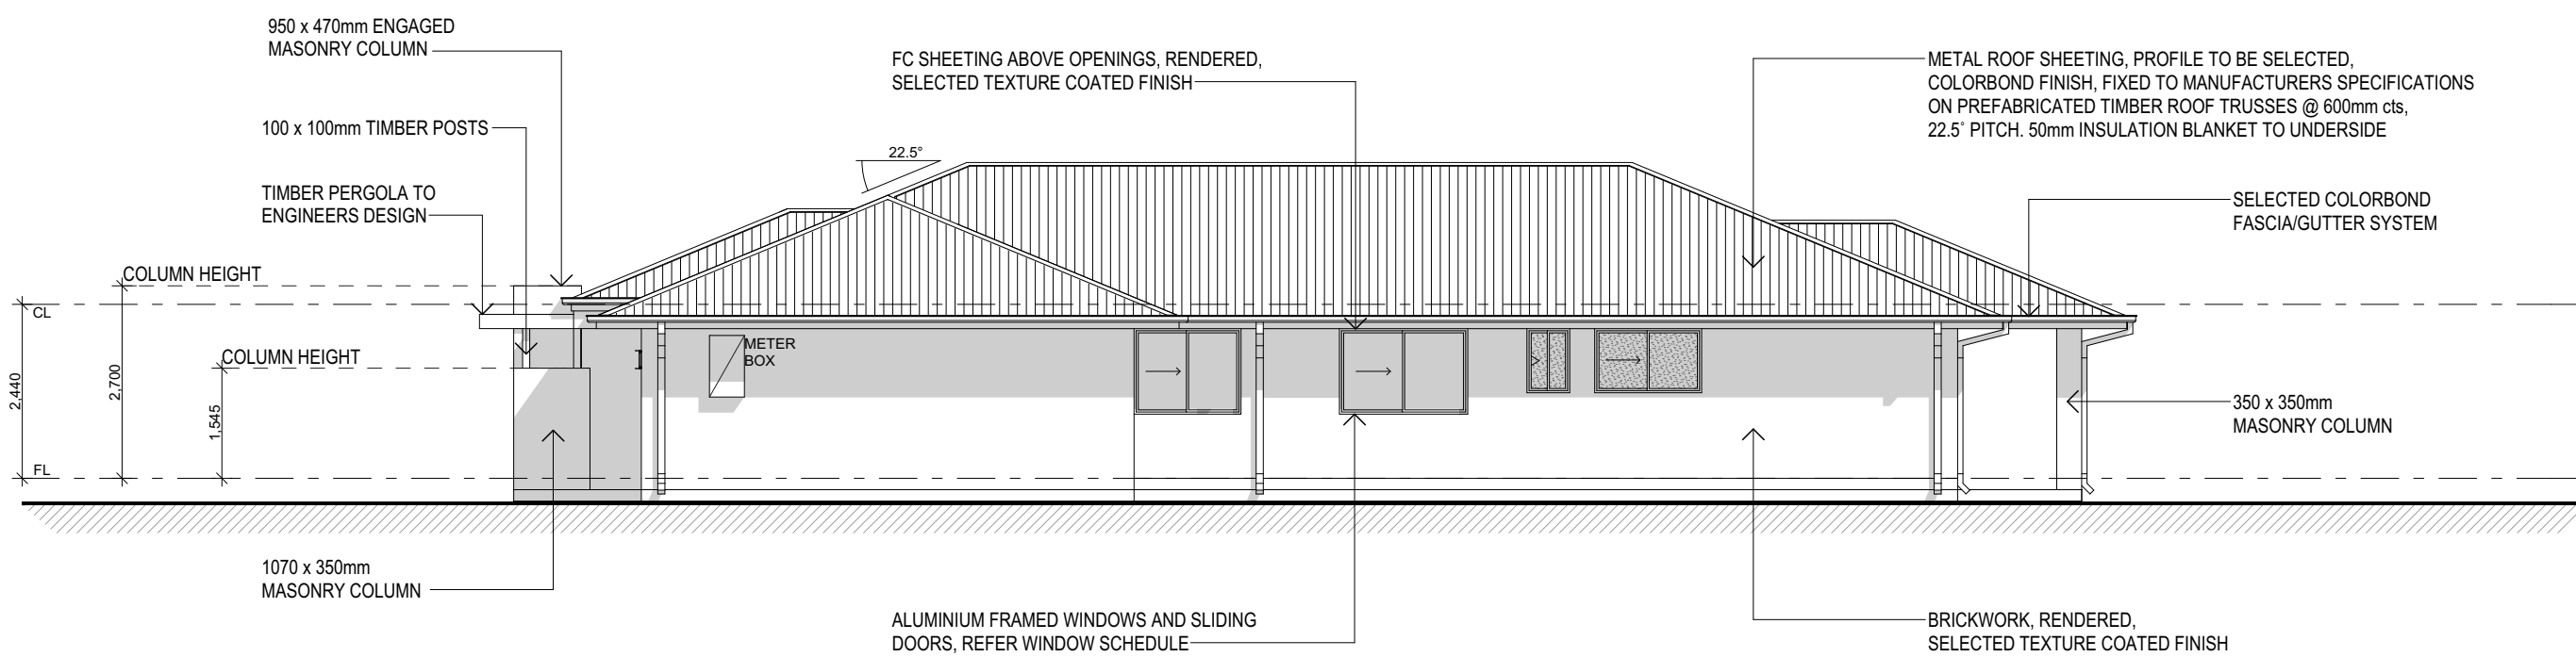 950 x 470mm ENGAGED
MASONRY COLUMN
100 x 100mm TIMBER POSTS
TIMBER PERGOLA TO
ENGINEERS DESIGN
COLUMN HEIGHT
CL
COLUMN HEIGHT
2,440
2,700
1,545
FL
1070 x 350mm
MASONRY COLUMN
FC SHEETING ABOVE OPENINGS, RENDERED,
SELECTED TEXTURE COATED FINISH
22.5°
METER
BOX
ALUMINIUM FRAMED WINDOWS AND SLIDING
DOORS, REFER WINDOW SCHEDULE
METAL ROOF SHEETING, PROFILE TO BE SELECTED,
COLORBOND FINISH, FIXED TO MANUFACTURERS SPECIFICATIONS
ON PREFABRICATED TIMBER ROOF TRUSSES @ 600mm cts,
22.5° PITCH. 50mm INSULATION BLANKET TO UNDERSIDE
SELECTED COLORBOND
FASCIA/GUTTER SYSTEM
350 x 350mm
MASONRY COLUMN
BRICKWORK, RENDERED,
SELECTED TEXTURE COATED FINISH